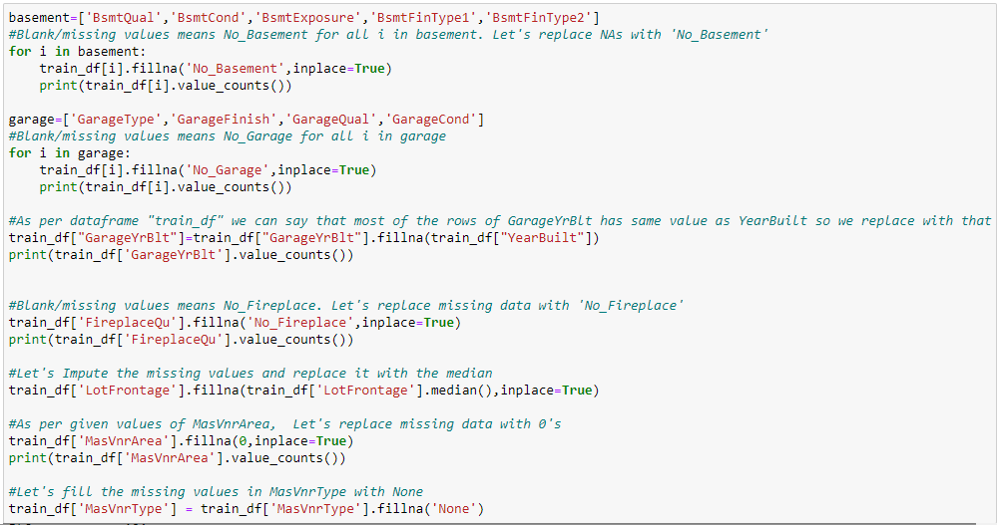 basement=['BsmtQual','BsmtCond','BsmtExposure','BsmtFinType1','BsmtFinType2']
#Blank/missing values means No_Basement for all i in basement. Let's replace NAs with 'No_Basement'
for i in basement:
    train_df[i].fillna('No_Basement',inplace=True)
    print(train_df[i].value_counts())
garage=['GarageType','GarageFinish','GarageQual','GarageCond']
#Blank/missing values means No_Garage for all i in garage
for i in garage:
    train_df[i].fillna('No_Garage',inplace=True)
    print(train_df[i].value_counts())
#As per dataframe "train_df" we can say that most of the rows of GarageYrBlt has same value as YearBuilt so we replace with that
train_df["GarageYrBlt"]=train_df["GarageYrBlt"].fillna(train_df["YearBuilt"])
print(train_df['GarageYrBlt'].value_counts())
#Blank/missing values means No_Fireplace. Let's replace missing data with 'No_Fireplace'
train_df['FireplaceQu'].fillna('No_Fireplace',inplace=True)
print(train_df['FireplaceQu'].value_counts())
#Let's Impute the missing values and replace it with the median
train_df['LotFrontage'].fillna(train_df['LotFrontage'].median(),inplace=True)
#As per given values of MasVnrArea,  Let's replace missing data with 0's
train_df['MasVnrArea'].fillna(0,inplace=True)
print(train_df['MasVnrArea'].value_counts())
#Let's fill the missing values in MasVnrType with None
train_df['MasVnrType'] = train_df['MasVnrType'].fillna('None')